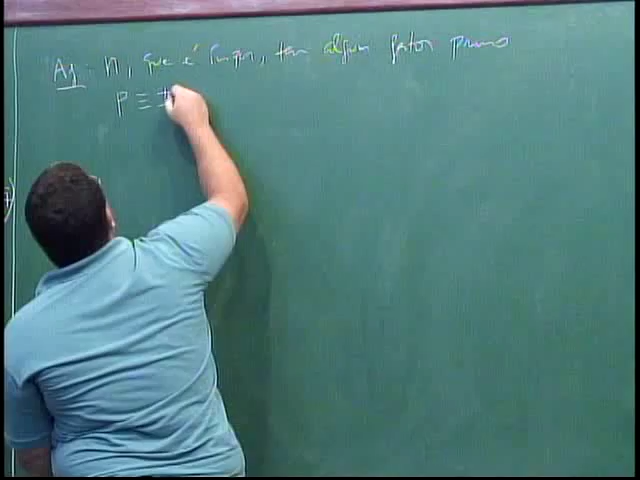 Af. n, que é ímpar, tem algum fator primo
p ≡ ±